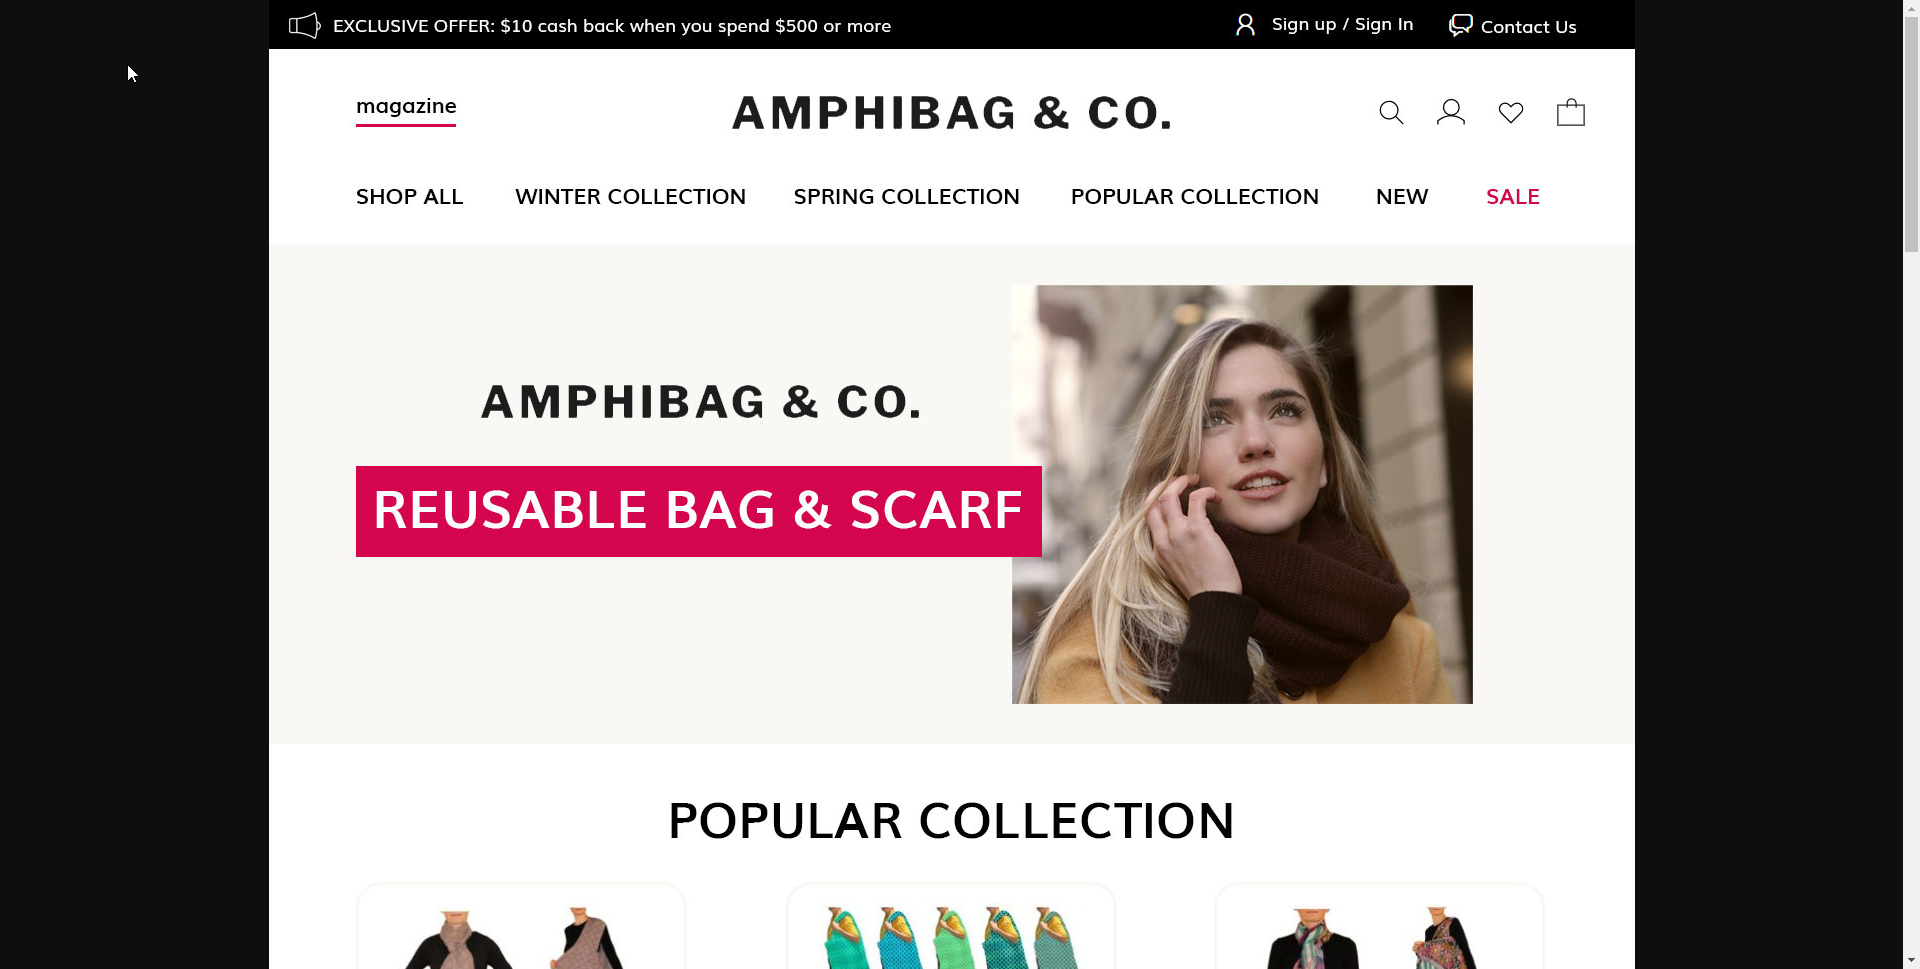 EXCLUSIVE OFFER: $10 cash back when you spend $500 or more
Sign up / Sign In
Contact Us
magazine
AMPHIBAG & CO.
SHOP ALL
WINTER COLLECTION
SPRING COLLECTION
POPULAR COLLECTION
NEW
SALE
AMPHIBAG & CO.
REUSABLE BAG & SCARF
POPULAR COLLECTION